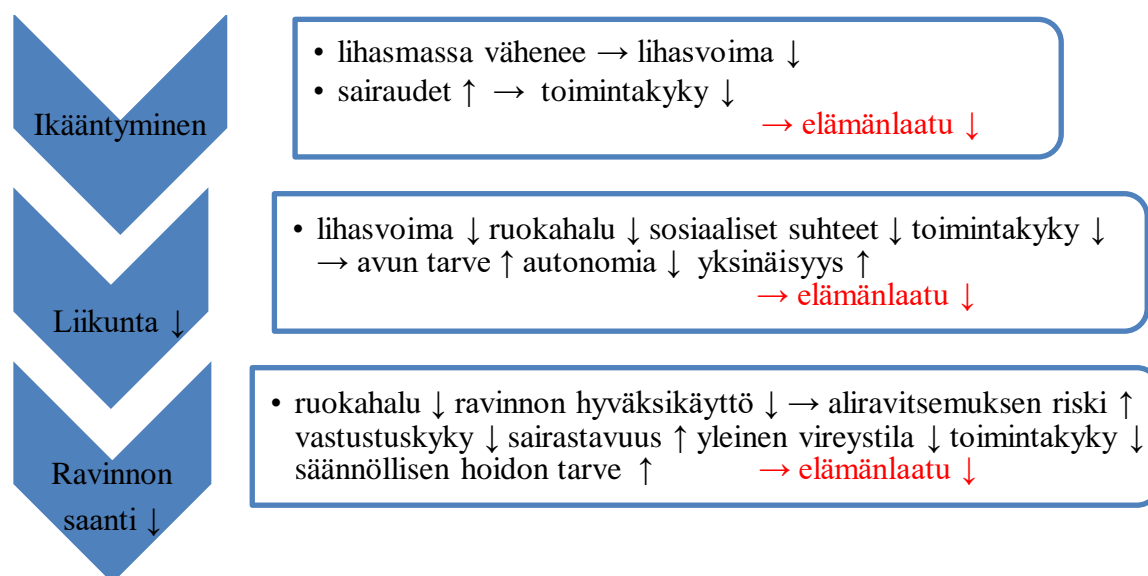 Ikääntyminen
• lihasmassa vähenee → lihasvoima ↓
• sairaudet ↑ → toimintakyky ↓
→ elämänlaatu ↓
Liikunta ↓
• lihasvoima ↓ ruokahalu ↓ sosiaaliset suhteet ↓ toimintakyky ↓
→ avun tarve ↑ autonomia ↓ yksinäisyys ↑
→ elämänlaatu ↓
Ravinnon
saanti ↓
• ruokahalu ↓ ravinnon hyväksikäyttö ↓ → aliravitsemuksen riski ↑
vastustuskyky ↓ sairastavuus ↑ yleinen vireystila ↓ toimintakyky ↓
säännöllisen hoidon tarve ↑ → elämänlaatu ↓